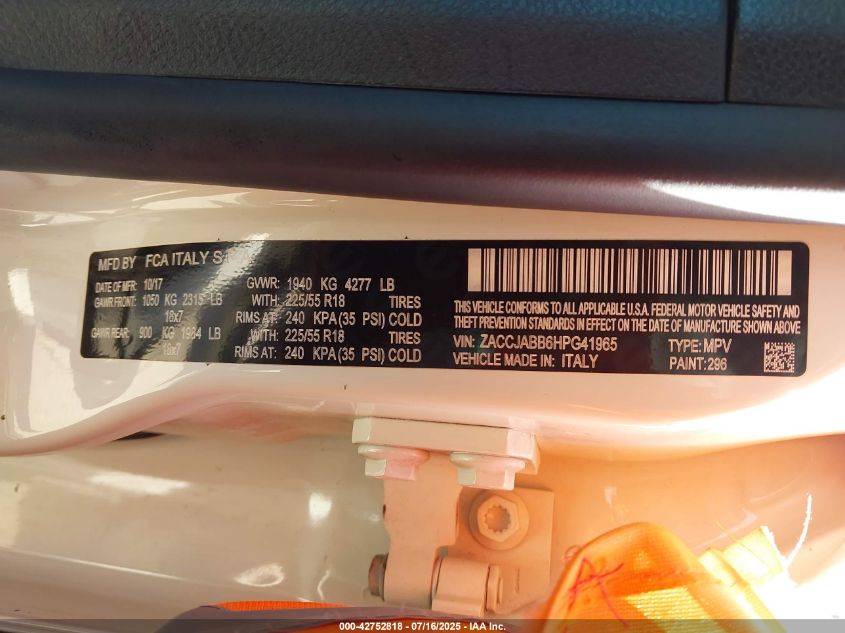 MFD BY FCA ITALY S
DATE OF MFR: 10/17 GVWR: 1940 KG 4277 LB
GAWR FRONT: 1050 KG 2315 LB WITH: 225/55 R18 TIRES
18x7 RIMS AT: 240 KPA (35 PSI) COLD
GAWR REAR: 900 KG 1984 LB WITH: 225/55 R18 TIRES
18x7 RIMS AT: 240 KPA (35 PSI) COLD
THIS VEHICLE CONFORMS TO ALL APPLICABLE U.S.A. FEDERAL MOTOR VEHICLE SAFETY AND
THEFT PREVENTION STANDARDS IN EFFECT ON THE DATE OF MANUFACTURE SHOWN ABOVE
VIN: ZACCJABB6HPG41965 TYPE: MPV
VEHICLE MADE IN: ITALY PAINT: 296
A
000-42752818 - 07/16/2025 - IAA Inc.